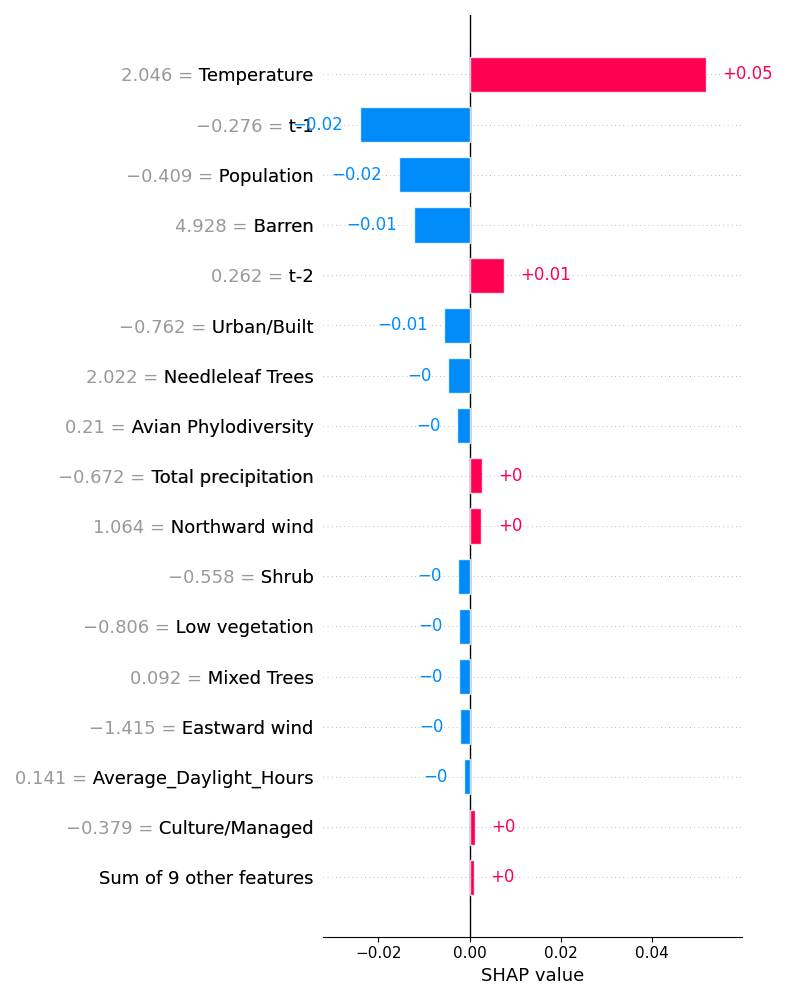 2.046 = Temperature +0.05
−0.276 = t-1 −0.02
−0.409 = Population −0.02
4.928 = Barren −0.01
0.262 = t-2 +0.01
−0.762 = Urban/Built −0.01
2.022 = Needleleaf Trees −0
0.21 = Avian Phylodiversity −0
−0.672 = Total precipitation +0
1.064 = Northward wind +0
−0.558 = Shrub −0
−0.806 = Low vegetation −0
0.092 = Mixed Trees −0
−1.415 = Eastward wind −0
0.141 = Average_Daylight_Hours −0
−0.379 = Culture/Managed +0
Sum of 9 other features +0
−0.02 0.00 0.02 0.04
SHAP value